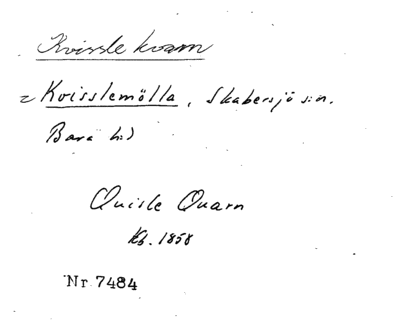 Kvissle kvarn
= Kvisslemölla, Skabersjö sn.
Bara hd
Quisle Quarn
Kb. 1858
Nr 7484